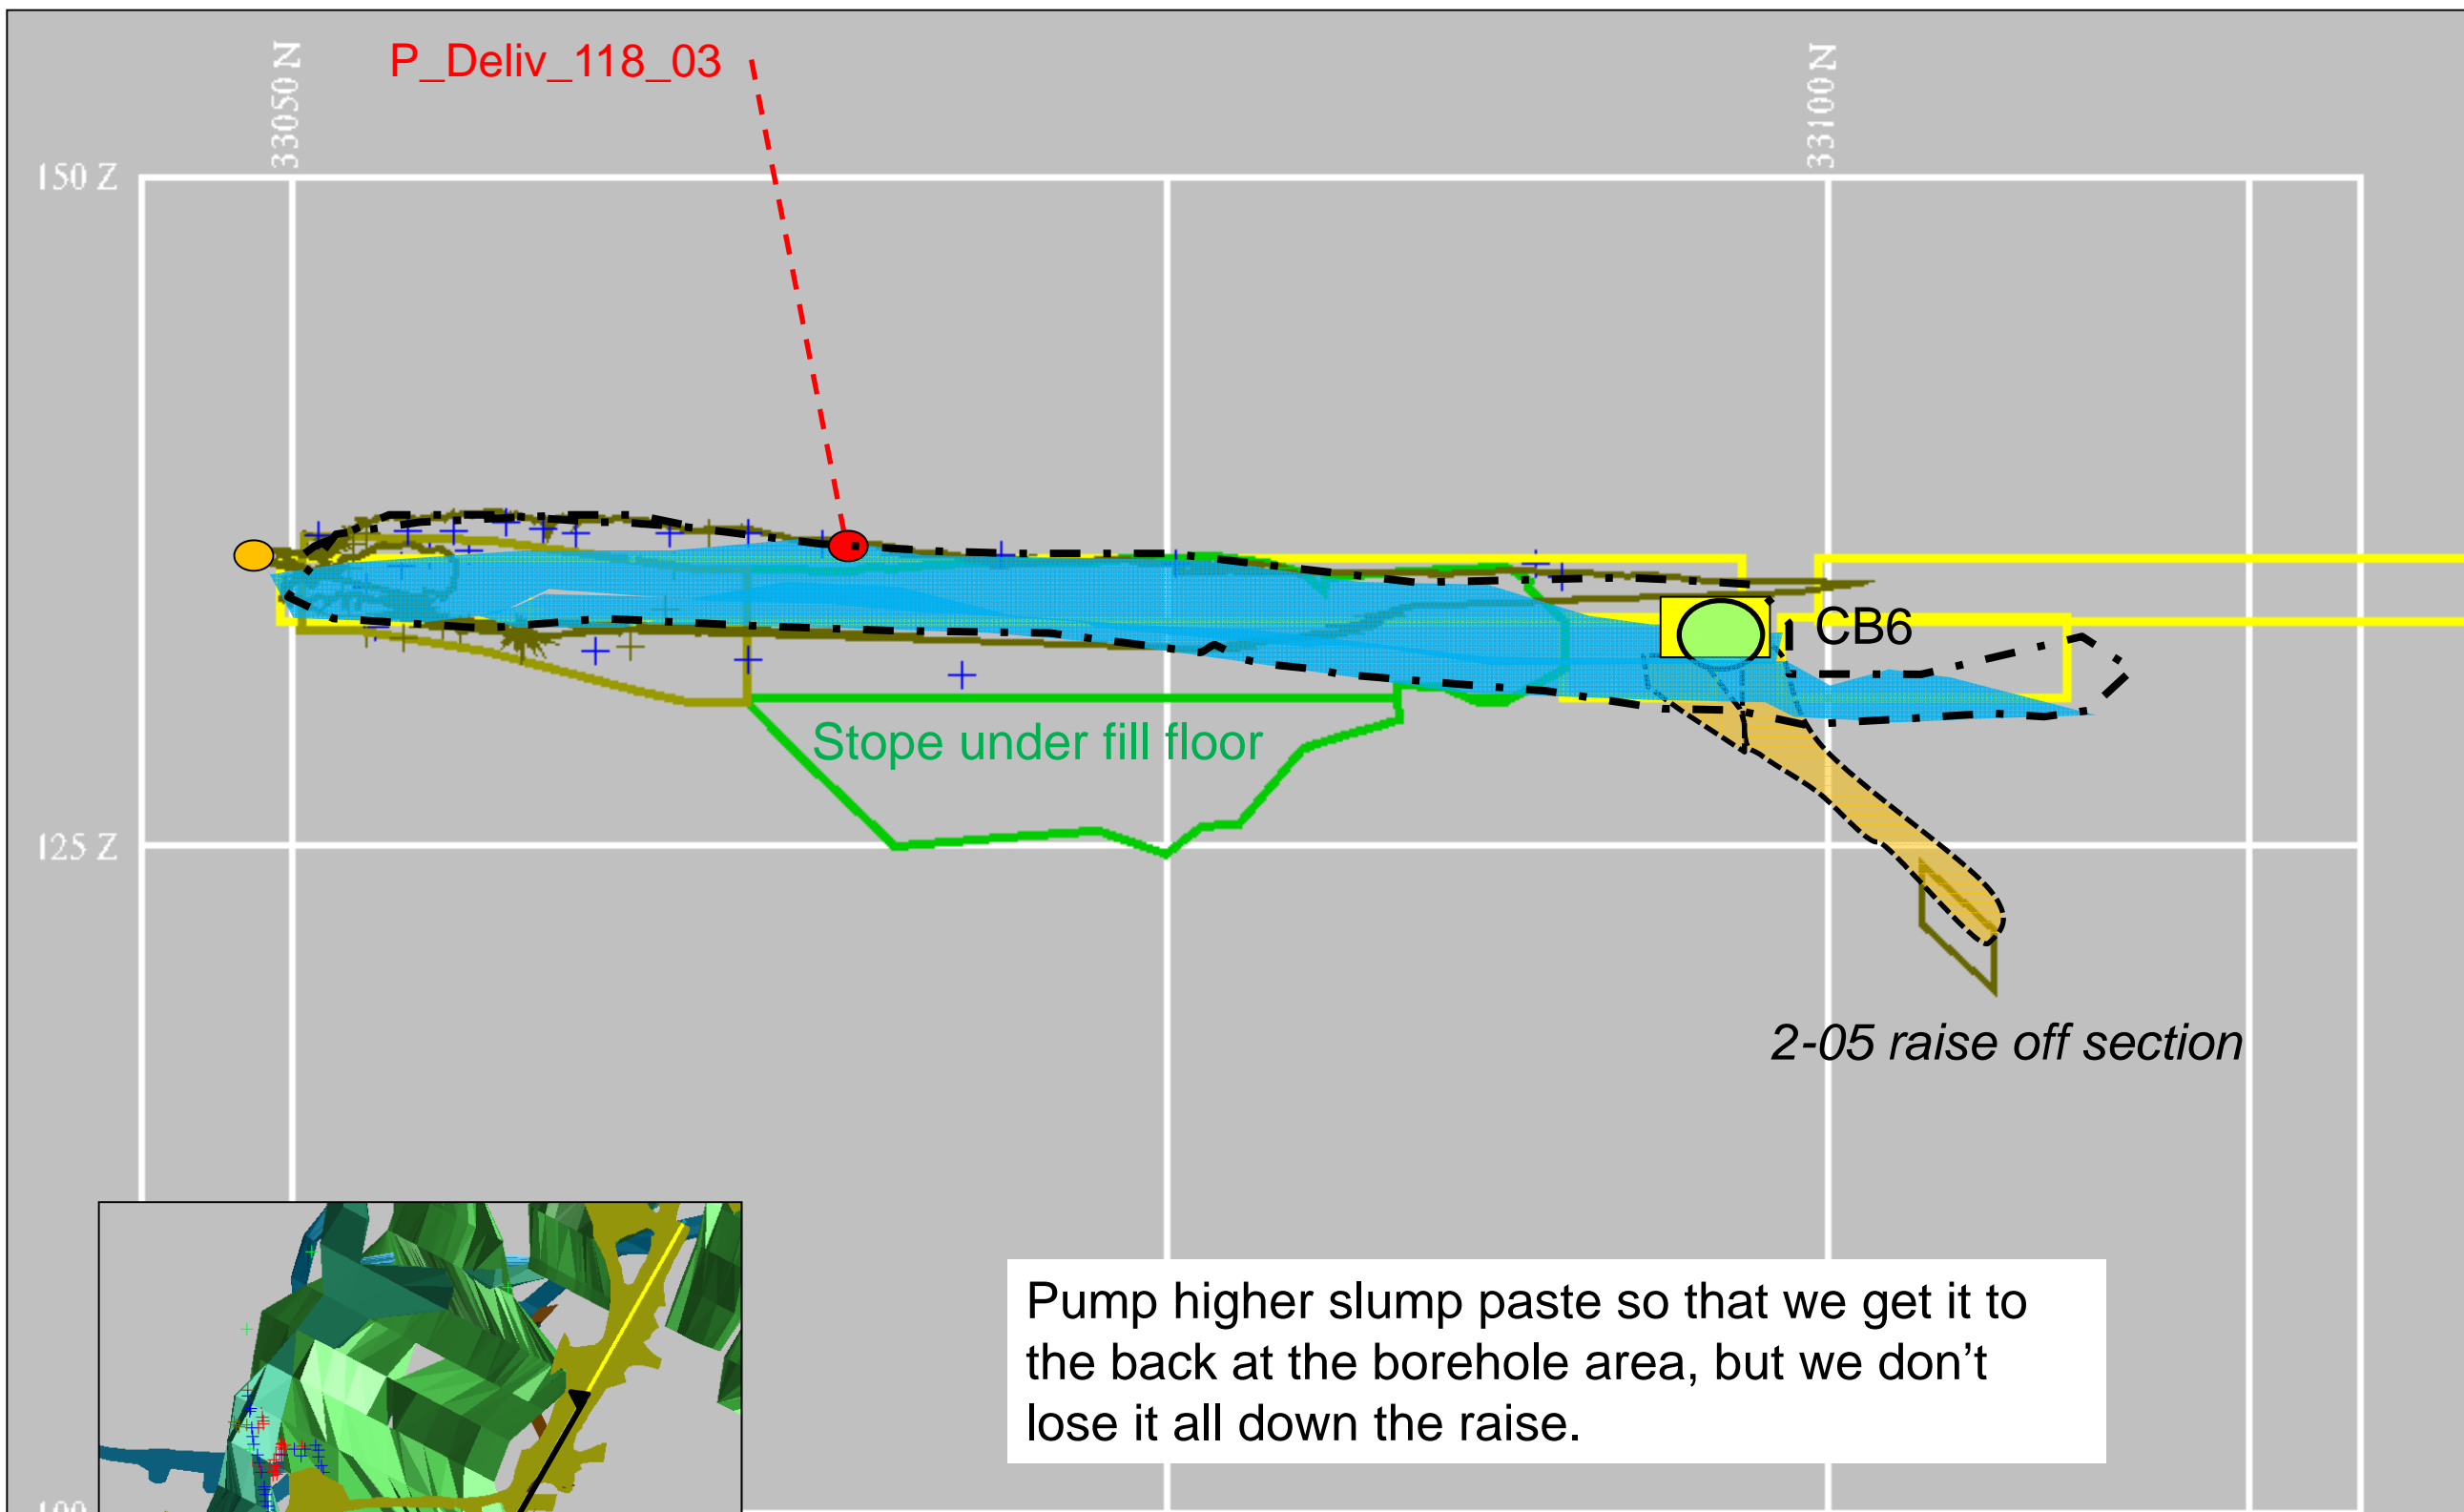 P_Deliv_118_03
33050 N
33100 N
150 Z
CB6
Stope under fill floor
125 Z
2-05 raise off section
Pump higher slump paste so that we get it to
the back at the borehole area, but we don’t
lose it all down the raise.